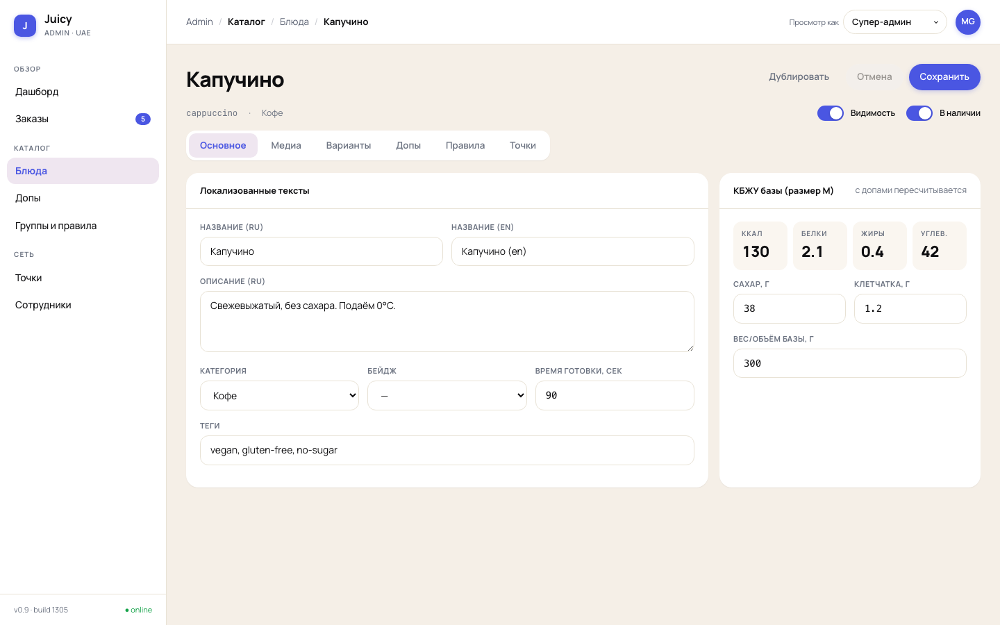 J
Juicy
ADMIN · UAE
ОБЗОР
Дашборд
Заказы 5
КАТАЛОГ
Блюда
Допы
Группы и правила
СЕТЬ
Точки
Сотрудники
v0.9 · build 1305 ● online
Admin / Каталог / Блюда / Капучино
Просмотр как Супер-админ MG
Капучино
Дублировать Отмена Сохранить
cappuccino · Кофе
Видимость В наличии
Основное Медиа Варианты Допы Правила Точки
Локализованные тексты
НАЗВАНИЕ (RU) НАЗВАНИЕ (EN)
Капучино Капучино (en)
ОПИСАНИЕ (RU)
Свежевыжатый, без сахара. Подаём 0°C.
КАТЕГОРИЯ БЕЙДЖ ВРЕМЯ ГОТОВКИ, СЕК
Кофе — 90
ТЕГИ
vegan, gluten-free, no-sugar
КБЖУ базы (размер M) с допами пересчитывается
ККАЛ БЕЛКИ ЖИРЫ УГЛЕВ.
130 2.1 0.4 42
САХАР, Г КЛЕТЧАТКА, Г
38 1.2
ВЕС/ОБЪЁМ БАЗЫ, Г
300